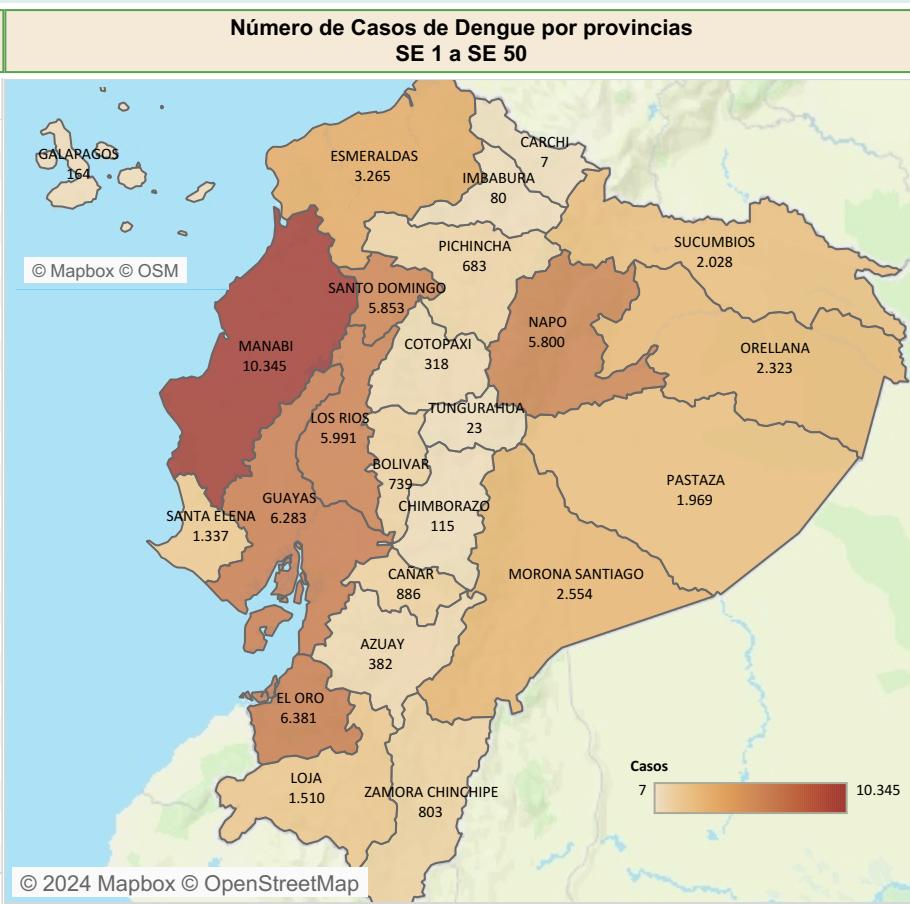 Número de Casos de Dengue por provincias
SE 1 a SE 50
CARCHI
7
GALAPAGOS
164
ESMERALDAS
3.265
IMBABURA
80
PICHINCHA
683
SUCUMBIOS
2.028
© Mapbox © OSM
SANTO DOMINGO
5.853
NAPO
5.800
MANABI
10.345
COTOPAXI
318
ORELLANA
2.323
TUNGURAHUA
23
LOS RIOS
5.991
BOLIVAR
739
PASTAZA
1.969
GUAYAS
6.283
CHIMBORAZO
115
SANTA ELENA
1.337
CAÑAR
886
MORONA SANTIAGO
2.554
AZUAY
382
EL ORO
6.381
LOJA
1.510
ZAMORA CHINCHIPE
803
Casos
7
10.345
© 2024 Mapbox © OpenStreetMap